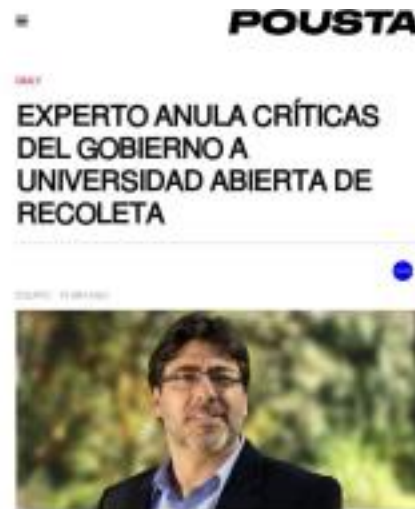 POUSTA
EXPERTO ANULA CRÍTICAS
DEL GOBIERNO A
UNIVERSIDAD ABIERTA DE
RECOLETA